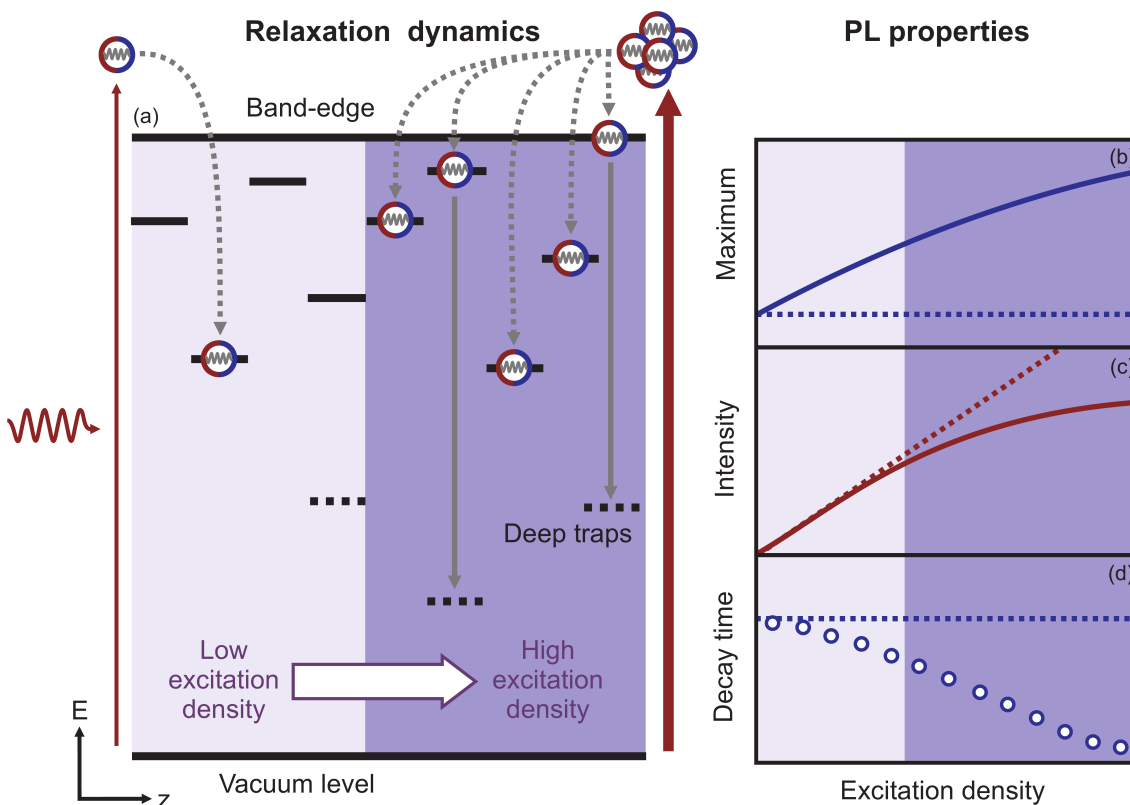 Relaxation dynamics
PL properties
(a)
Band-edge
Deep traps
Low
excitation
density
High
excitation
density
E
z
Vacuum level
Maximum
(b)
Intensity
(c)
Decay time
(d)
Excitation density